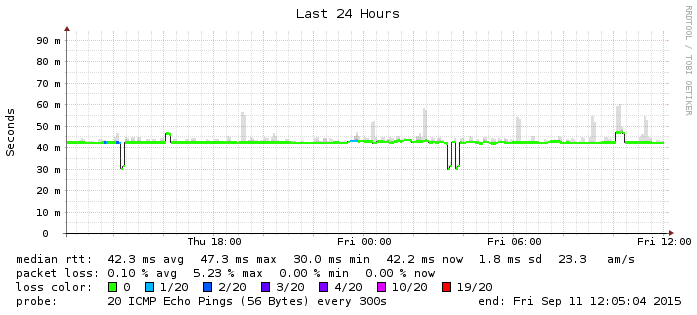 Last 24 Hours
RRDTOOL / TOBI OETIKER
Seconds
90 m
80 m
70 m
60 m
50 m
40 m
30 m
20 m
10 m
0
Thu 18:00 Fri 00:00 Fri 06:00 Fri 12:00
median rtt: 42.3 ms avg 47.3 ms max 30.0 ms min 42.2 ms now 1.8 ms sd 23.3 am/s
packet loss: 0.10 % avg 5.23 % max 0.00 % min 0.00 % now
loss color: 0 1/20 2/20 3/20 4/20 10/20 19/20
probe: 20 ICMP Echo Pings (56 Bytes) every 300s end: Fri Sep 11 12:05:04 2015